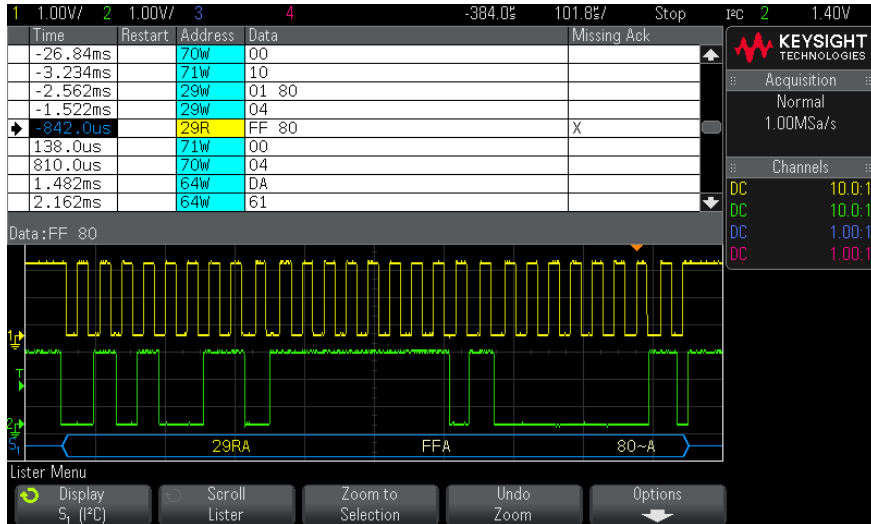 1 1.00V/ 2 1.00V/ 3 4 -384.0s 101.8s/ Stop I²C 2 1.40V
Time Restart Address Data Missing Ack
-26.84ms 70W 00
-3.234ms 71W 10
-2.562ms 29W 01 80
-1.522ms 29W 04
-842.0us 29R FF 80 X
138.0us 71W 00
810.0us 70W 04
1.482ms 64W DA
2.162ms 64W 61
Data:FF 80
KEYSIGHT
TECHNOLOGIES
Acquisition
Normal
1.00MSa/s
Channels
DC 10.0:1
DC 10.0:1
DC 1.00:1
DC 1.00:1
1
T
2
S₁ 29RA FFA 80~A
Lister Menu
Display
S₁ (I²C)
Scroll
Lister
Zoom to
Selection
Undo
Zoom
Options